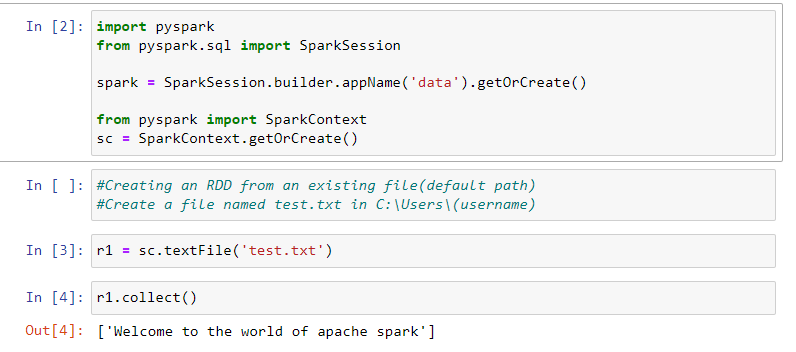 In [2]: import pyspark
from pyspark.sql import SparkSession
spark = SparkSession.builder.appName('data').getOrCreate()
from pyspark import SparkContext
sc = SparkContext.getOrCreate()
In [ ]: #Creating an RDD from an existing file(default path)
#Create a file named test.txt in C:\Users\(username)
In [3]: r1 = sc.textFile('test.txt')
In [4]: r1.collect()
Out[4]: ['Welcome to the world of apache spark']